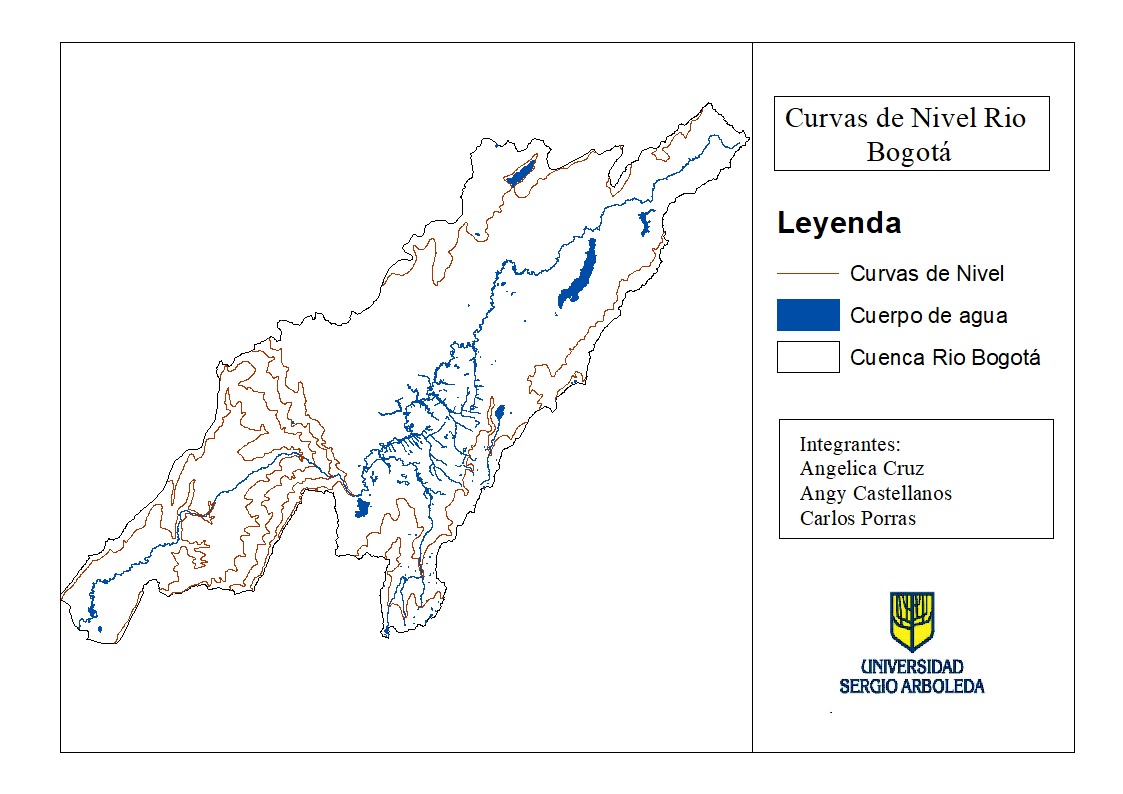 Curvas de Nivel Rio
Bogotá
Leyenda
Curvas de Nivel
Cuerpo de agua
Cuenca Rio Bogotá
Integrantes:
Angelica Cruz
Angy Castellanos
Carlos Porras
UNIVERSIDAD
SERGIO ARBOLEDA